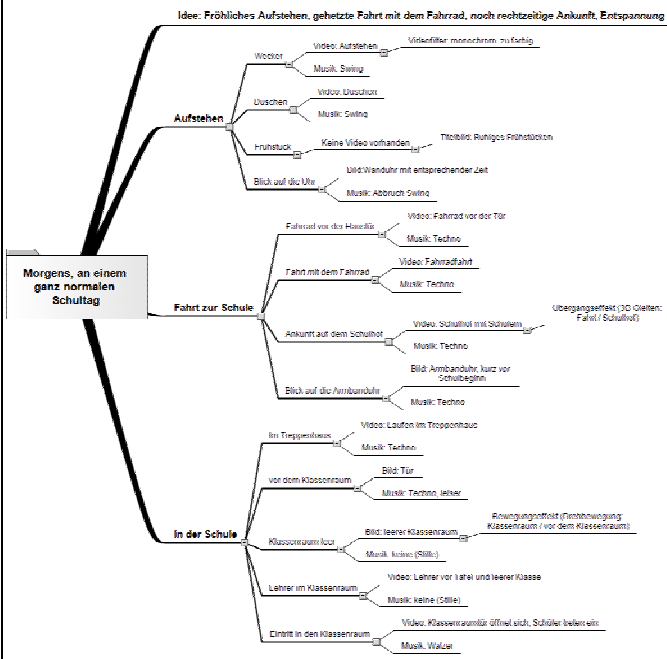 Idee: Fröhliches Aufstehen, gehetzte Fahrt mit dem Fahrrad, noch rechtzeitige Ankunft, Entspannung
Morgens, an einem
ganz normalen
Schultag
Aufstehen
Wecker
Video: Aufstehen
Videofilter: monochrom zu farbig
Musik: Swing
Duschen
Video: Duschen
Musik: Swing
Frühstück
Keine Video vorhanden
Titelbild: Ruhiges Frühstücken
Blick auf die Uhr
Bild:Wanduhr mit entsprechender Zeit
Musik: Abbruch Swing
Fahrt zur Schule
Fahrrad vor der Haustür
Video: Fahrrad vor der Tür
Musik: Techno
Fahrt mit dem Fahrrad
Video: Fahrradfahrt
Musik: Techno
Ankunft auf dem Schulhof
Video: Schulhof mit Schülern
Übergangseffekt (3D Gleiten:
Fahrt / Schulhof)
Musik: Techno
Blick auf die Armbanduhr
Bild: Armbanduhr, kurz vor
Schulbeginn
Musik: Techno
In der Schule
Im Treppenhaus
Video: Laufen im Treppenhaus
Musik: Techno
vor dem Klassenraum
Bild: Tür
Musik: Techno, leiser
Klassenraum leer
Bild: leerer Klassenraum
Bewegungseffekt (Drehbewegung:
Klassenraum / vor dem Klassenraum)
Musik: keine (Stille)
Lehrer im Klassenraum
Video: Lehrer vor Tafel und leerer Klasse
Musik: keine (Stille)
Eintritt in den Klassenraum
Video: Klassenraumtür öffnet sich, Schüler treten ein
Musik: Walzer